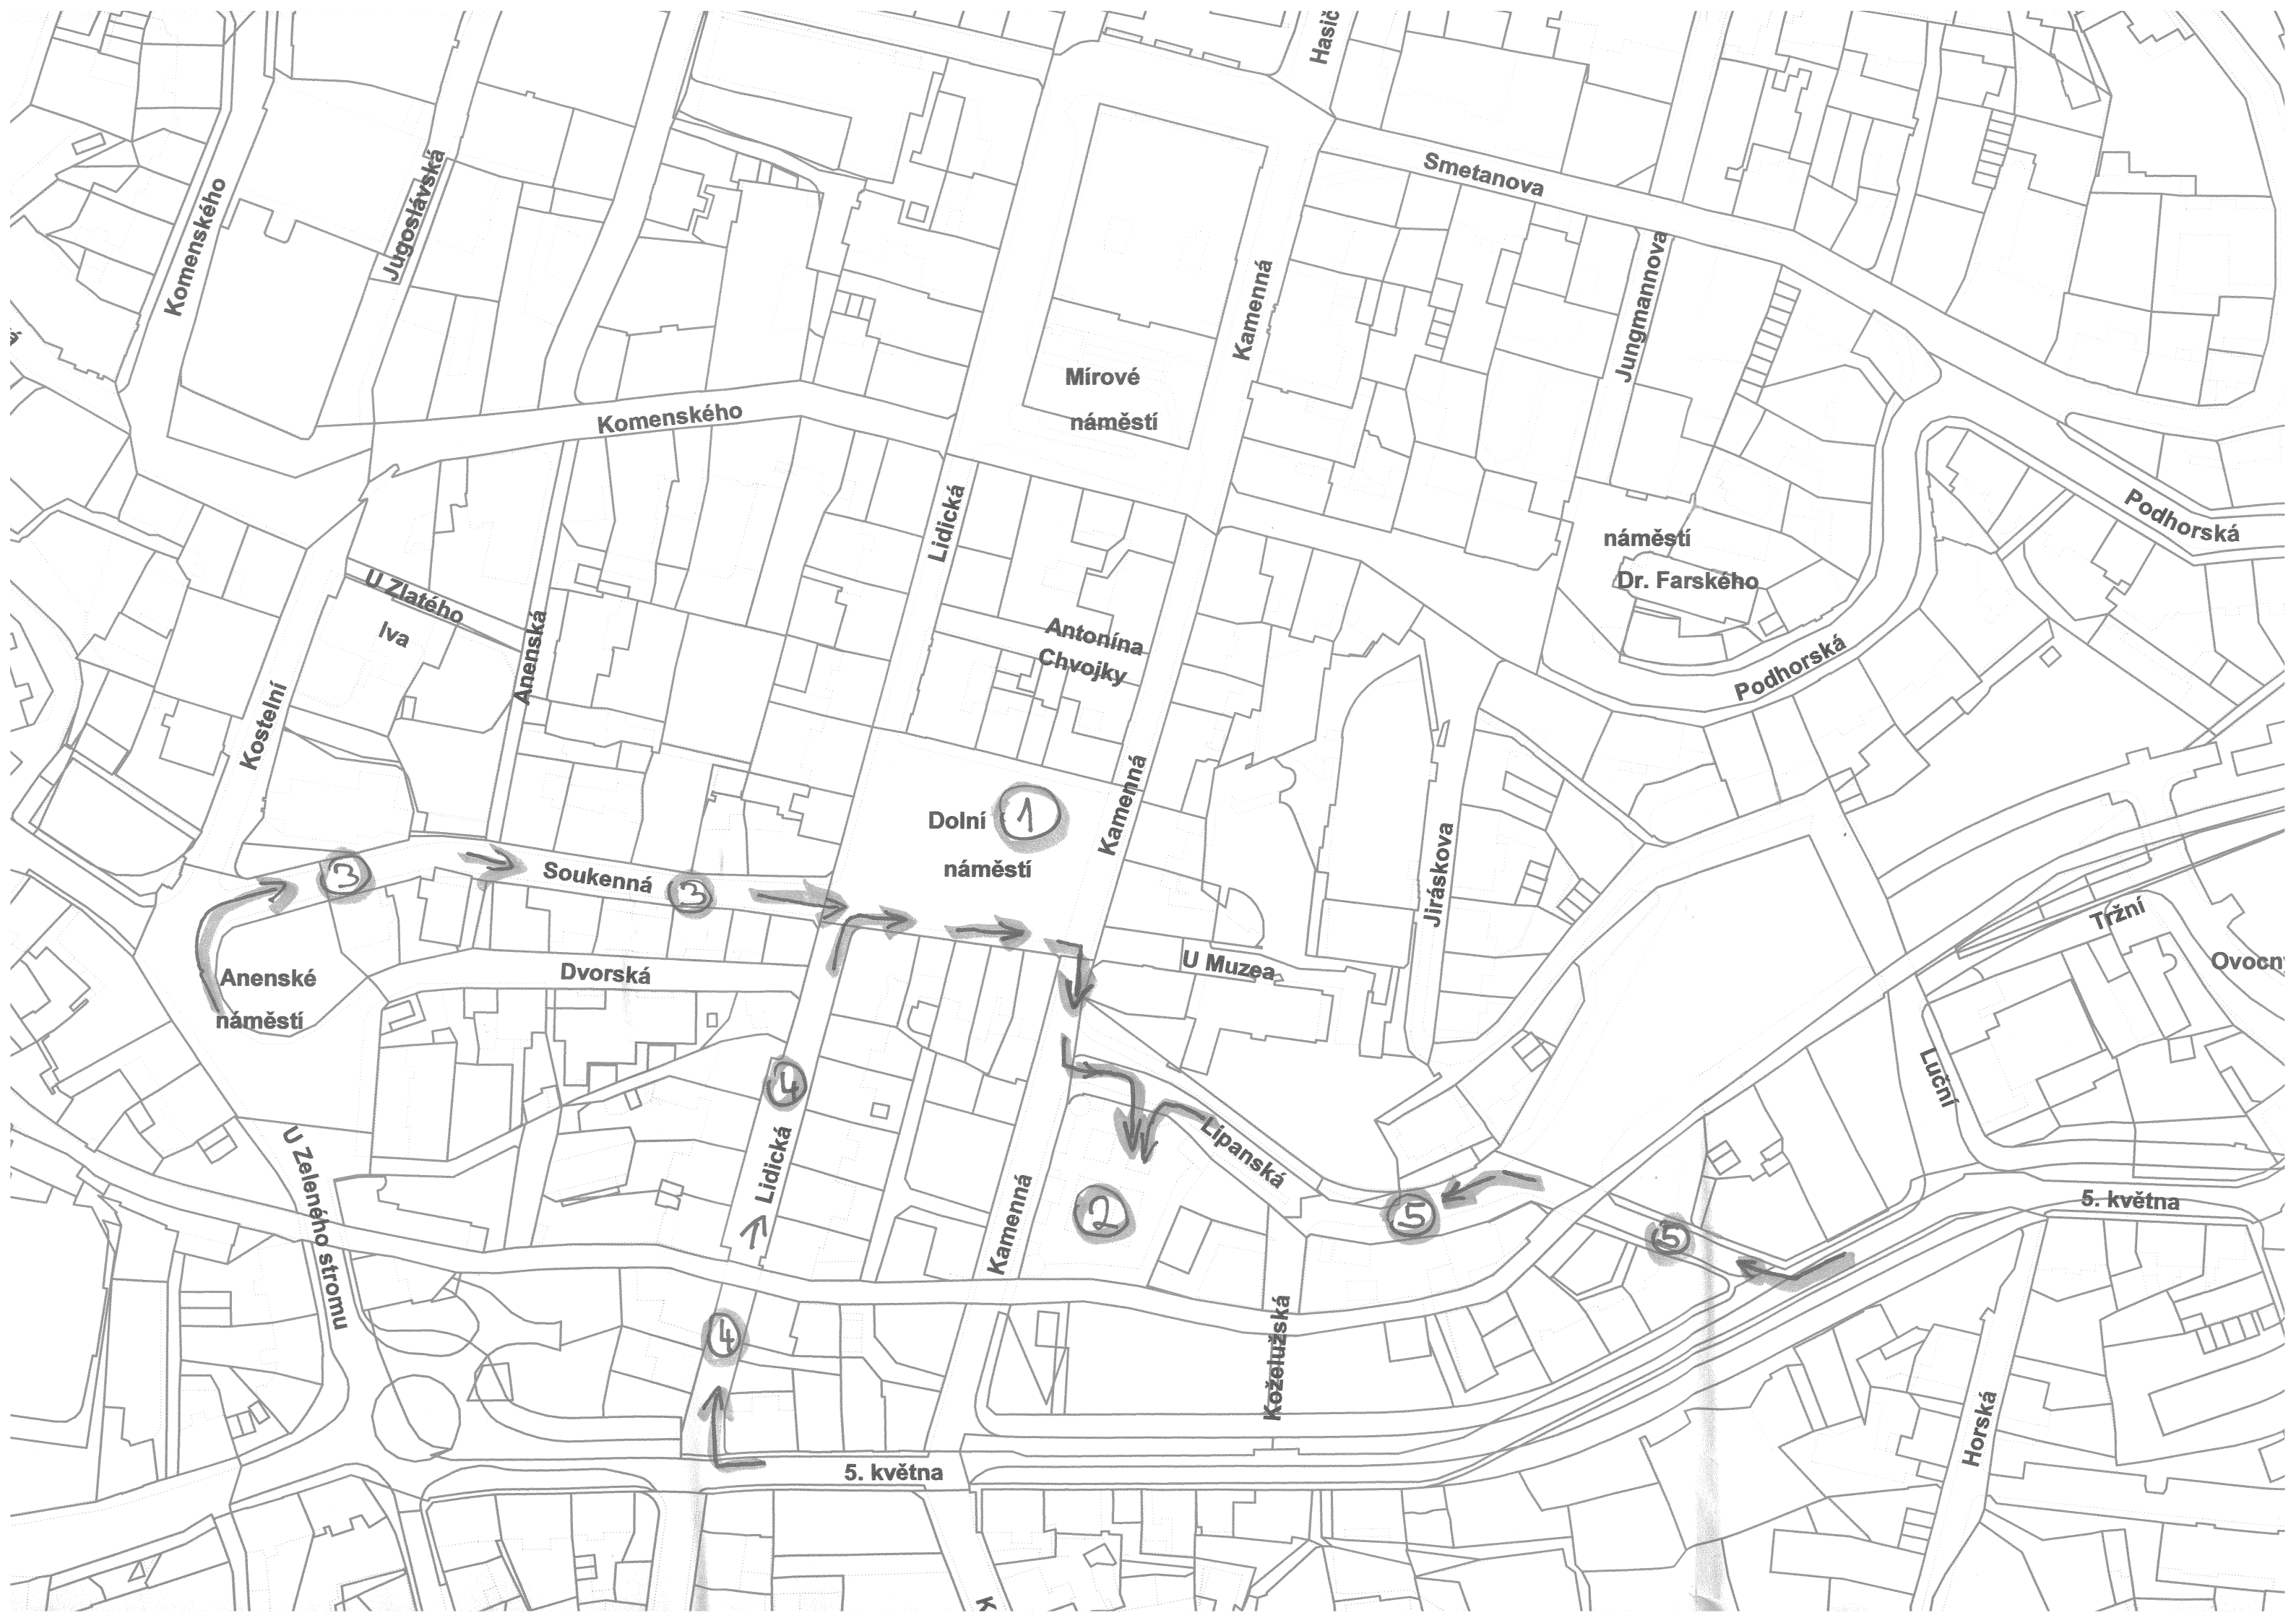 Hasič
Smetanova
Komenského
Jugoslávská
Kamenná
Jungmannova
Mírové
náměstí
Komenského
Lidická
Podhorská
náměstí
Dr. Farského
U Zlatého
lva
Anenská
Antonína
Chvojky
Podhorská
Kostelní
Kamenná
1
Dolní
náměstí
Jiráskova
3
Soukenná
3
Tržní
Ovocn
U Muzea
Dvorská
Anenské
náměstí
4
Luční
Lipanská
Lidická
U Zeleného stromu
Kamenná
2
5
5
5. května
4
Koželužská
Horská
5. května
K